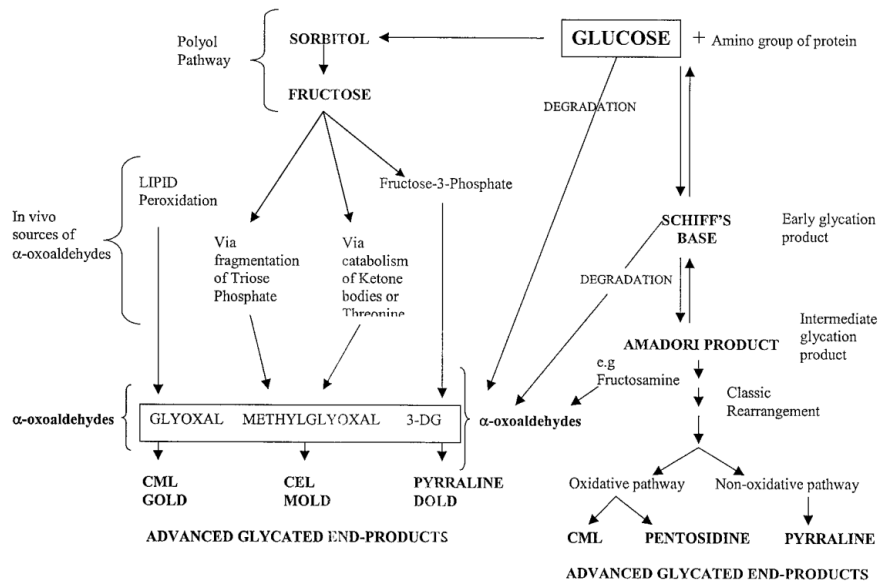 Polyol
Pathway
SORBITOL
GLUCOSE
+ Amino group of protein
FRUCTOSE
DEGRADATION
In vivo
sources of
α-oxoaldehydes
LIPID
Peroxidation
Fructose-3-Phosphate
Via
fragmentation
of Triose
Phosphate
Via
catabolism
of Ketone
bodies or
Threonine
SCHIFF'S
BASE
Early glycation
product
DEGRADATION
AMADORI PRODUCT
Intermediate
glycation
product
e.g
Fructosamine
Classic
Rearrangement
α-oxoaldehydes
GLYOXAL METHYLGLYOXAL 3-DG
α-oxoaldehydes
CML
GOLD
CEL
MOLD
PYRRALINE
DOLD
ADVANCED GLYCATED END-PRODUCTS
Oxidative pathway
Non-oxidative pathway
CML
PENTOSIDINE
PYRRALINE
ADVANCED GLYCATED END-PRODUCTS